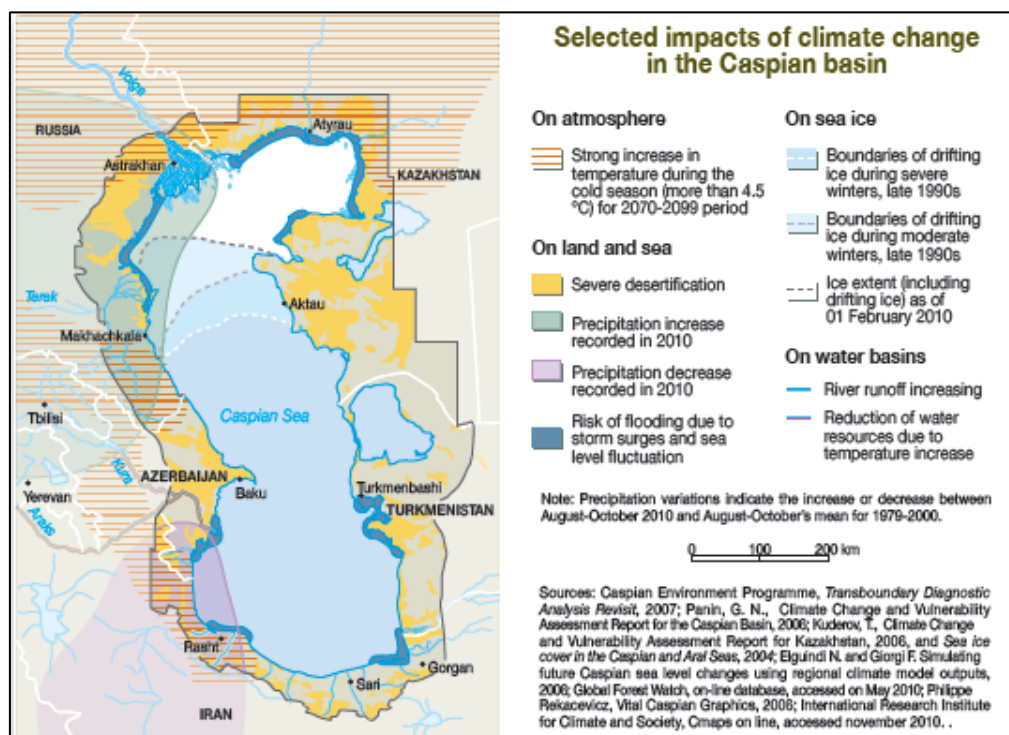 Selected impacts of climate change
in the Caspian basin
On atmosphere
Strong increase in
temperature during the
cold season (more than 4.5
ºC) for 2070-2099 period
On land and sea
Severe desertification
Precipitation increase
recorded in 2010
Precipitation decrease
recorded in 2010
Risk of flooding due to
storm surges and sea
level fluctuation
On sea ice
Boundaries of drifting
ice during severe
winters, late 1990s
Boundaries of drifting
ice during moderate
winters, late 1990s
Ice extent (including
drifting ice) as of
01 February 2010
On water basins
River runoff increasing
Reduction of water
resources due to
temperature increase
Note: Precipitation variations indicate the increase or decrease between
August-October 2010 and August-October's mean for 1979-2000.
0 100 200 km
Sources: Caspian Environment Programme, Transboundary Diagnostic
Analysis Revisit, 2007; Panin, G. N., Climate Change and Vulnerability
Assessment Report for the Caspian Basin, 2006; Kuderov, T., Climate Change
and Vulnerability Assessment Report for Kazakhstan, 2006, and Sea ice
cover in the Caspian and Aral Seas, 2004; Elguindi N. and Giorgi F. Simulating
future Caspian sea level changes using regional climate model outputs,
2006; Global Forest Watch, on-line database, accessed on May 2010; Philippe
Rekacevicz, Vital Caspian Graphics, 2006; International Research Institute
for Climate and Society, Cmaps on line, accessed november 2010. .
Volga
RUSSIA
Atyrau
Astrakhan
KAZAKHSTAN
Terek
Aktau
Makhachkala
Caspian Sea
Tbilisi
Kura
AZERBAIJAN
Baku
Turkmenbashi
Yerevan
TURKMENISTAN
Araks
Rasht
Gorgan
Sari
IRAN